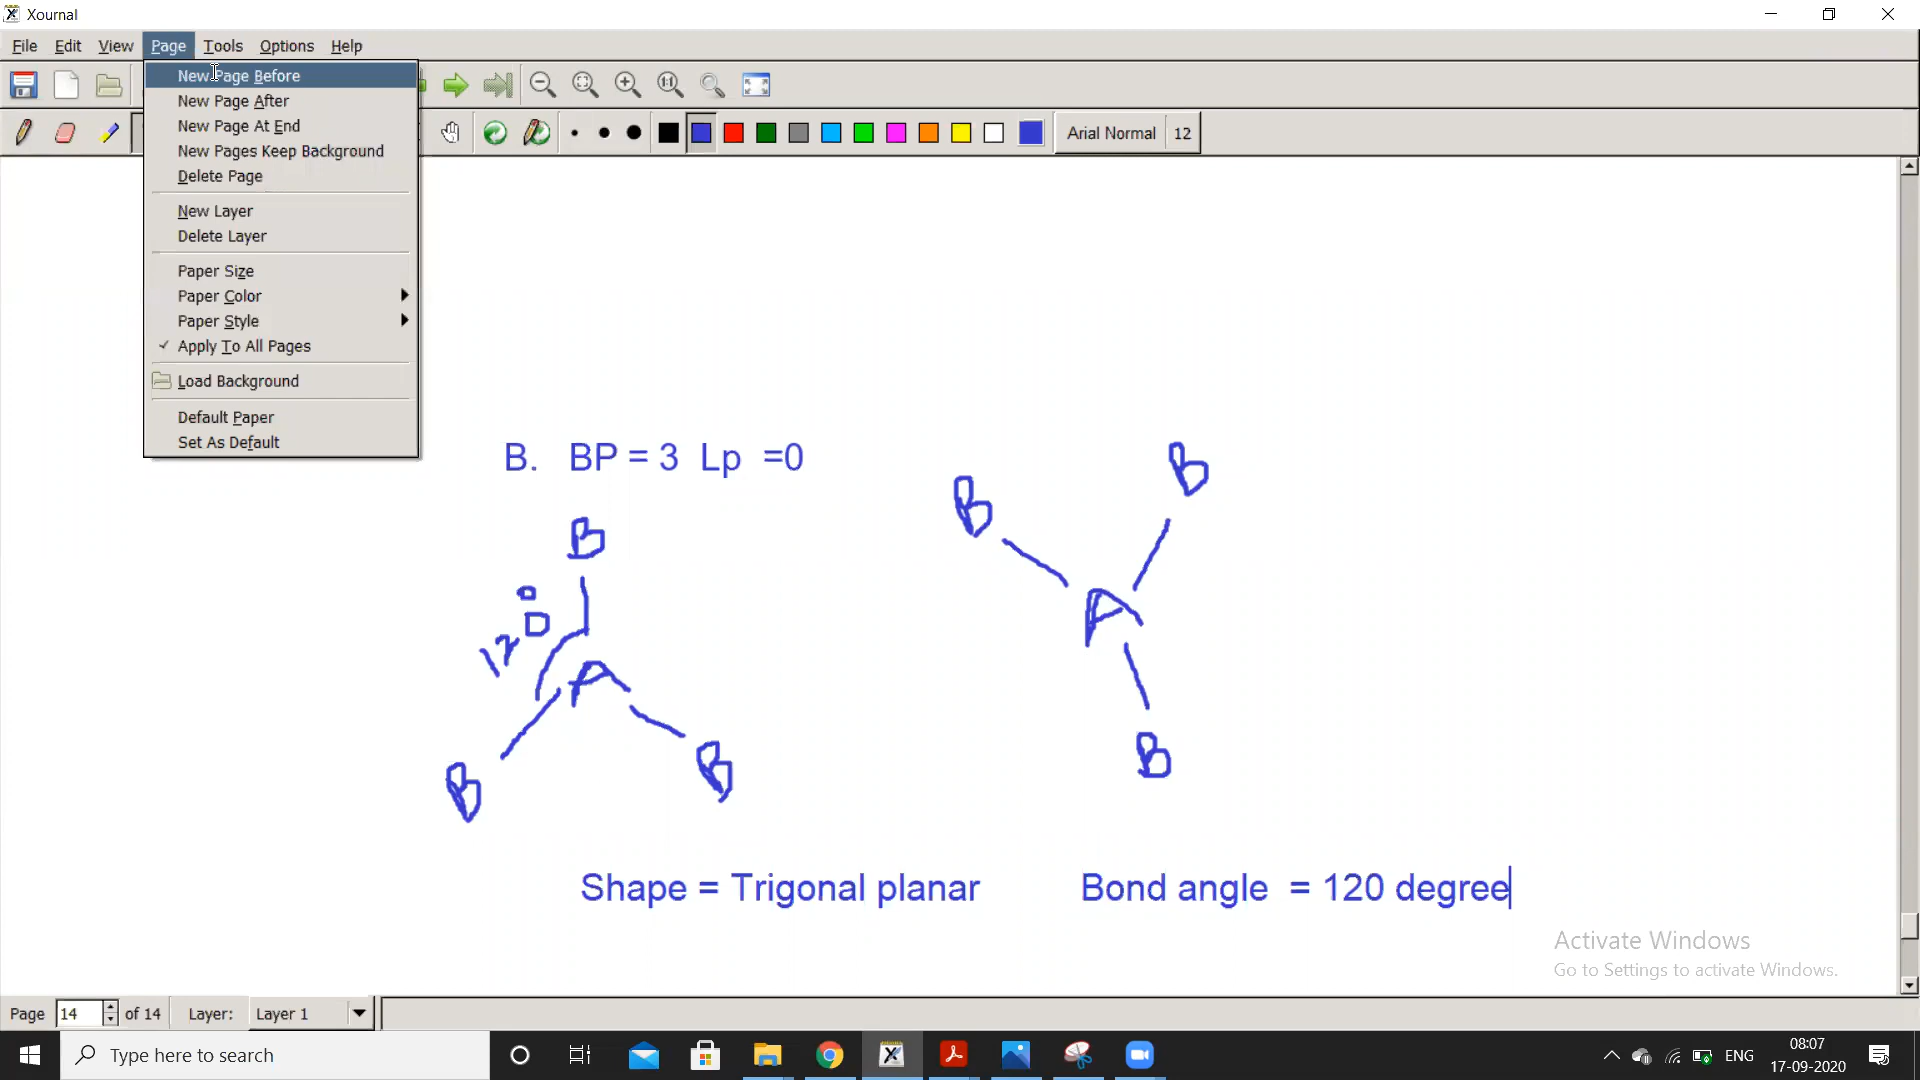 Xournal
File Edit View Page Tools Options Help
New Page Before
New Page After
New Page At End
New Pages Keep Background
Delete Page
New Layer
Delete Layer
Paper Size
Paper Color
Paper Style
Apply To All Pages
Load Background
Default Paper
Set As Default
1:1
Arial Normal 12
B. BP = 3 Lp =0
B B
B
120° A
A
B B
B
Shape = Trigonal planar Bond angle = 120 degree
Activate Windows
Go to Settings to activate Windows.
Page 14 of 14 Layer: Layer 1
Type here to search
ENG
08:07
17-09-2020